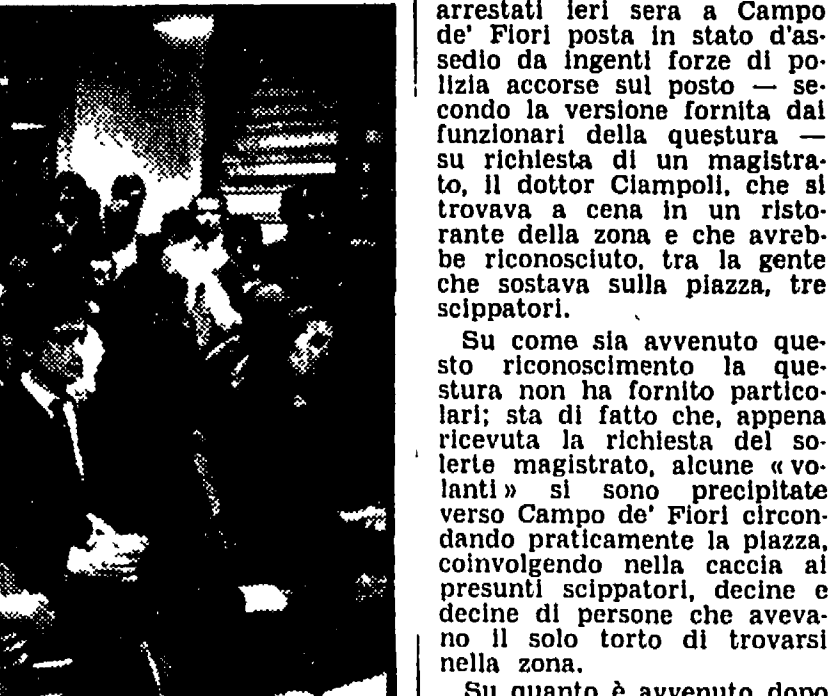 arrestati ieri sera a Campo
de' Fiori posta in stato d'as-
sedio da ingenti forze di po-
lizia accorse sul posto — se-
condo la versione fornita dai
funzionari della questura —
su richiesta di un magistra-
to, il dottor Ciampoli, che si
trovava a cena in un risto-
rante della zona e che avreb-
be riconosciuto, tra la gente
che sostava sulla piazza, tre
scippatori.
Su come sia avvenuto que-
sto riconoscimento la que-
stura non ha fornito partico-
lari; sta di fatto che, appena
ricevuta la richiesta del so-
lerte magistrato, alcune « vo-
lanti » si sono precipitate
verso Campo de' Fiori circon-
dando praticamente la piazza,
coinvolgendo nella caccia ai
presunti scippatori, decine e
decine di persone che aveva-
no il solo torto di trovarsi
nella zona.
Su quanto è avvenuto dopo